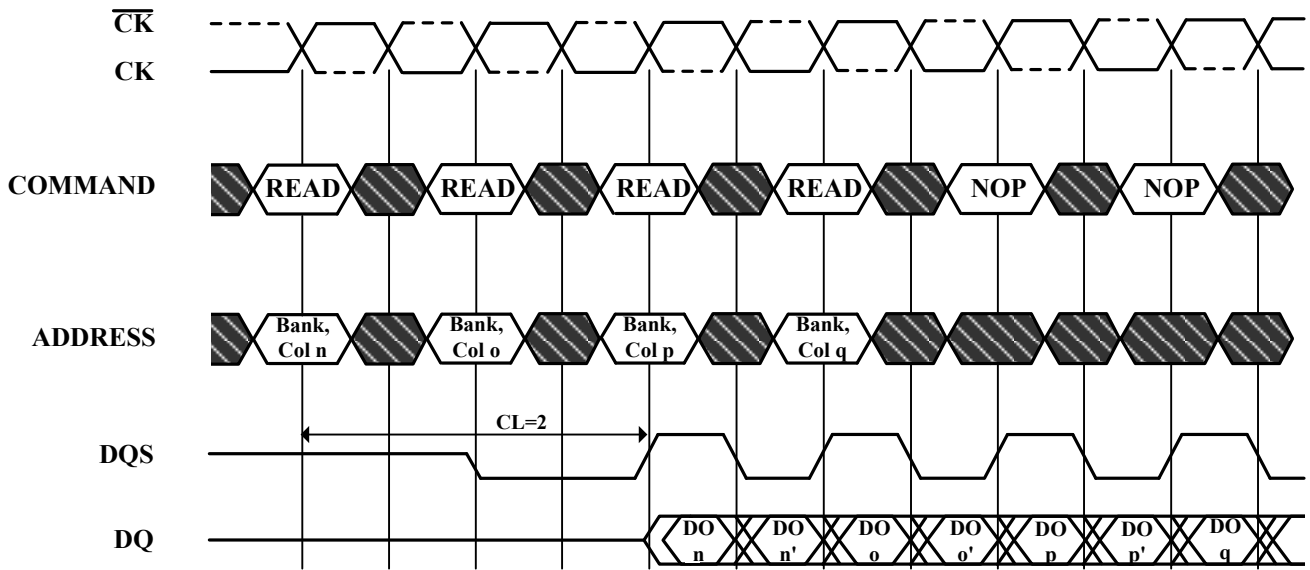 CK
CK
COMMAND
READ
READ
READ
READ
NOP
NOP
ADDRESS
Bank,
Col n
Bank,
Col o
Bank,
Col p
Bank,
Col q
CL=2
DQS
DQ
DO
n
DO
n'
DO
o
DO
o'
DO
p
DO
p'
DO
q